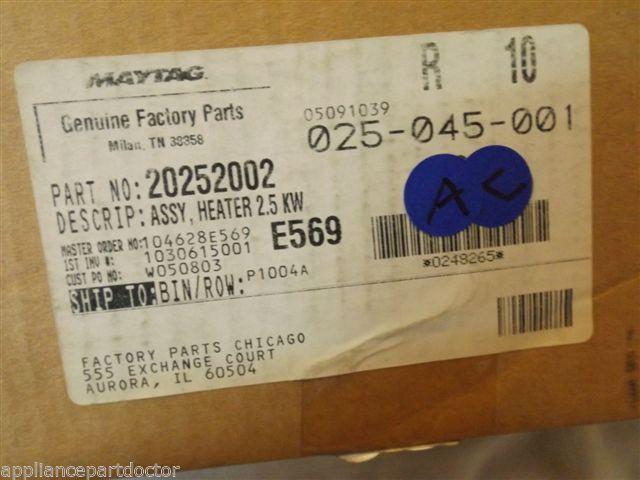 MAYTAG
R 10
Genuine Factory Parts
Milan, TN 38358
05091039
025-045-001
PART NO: 20252002
DESCRIP: ASSY, HEATER 2.5 KW
AC
MASTER ORDER NO: 104628E569
E569
1ST INV #: 1030615001
CUST PO NO: W050803
*0248265*
SHIP TO: BIN/ROW: P1004A
FACTORY PARTS CHICAGO
555 EXCHANGE COURT
AURORA, IL 60504
© appliancepartdoctor